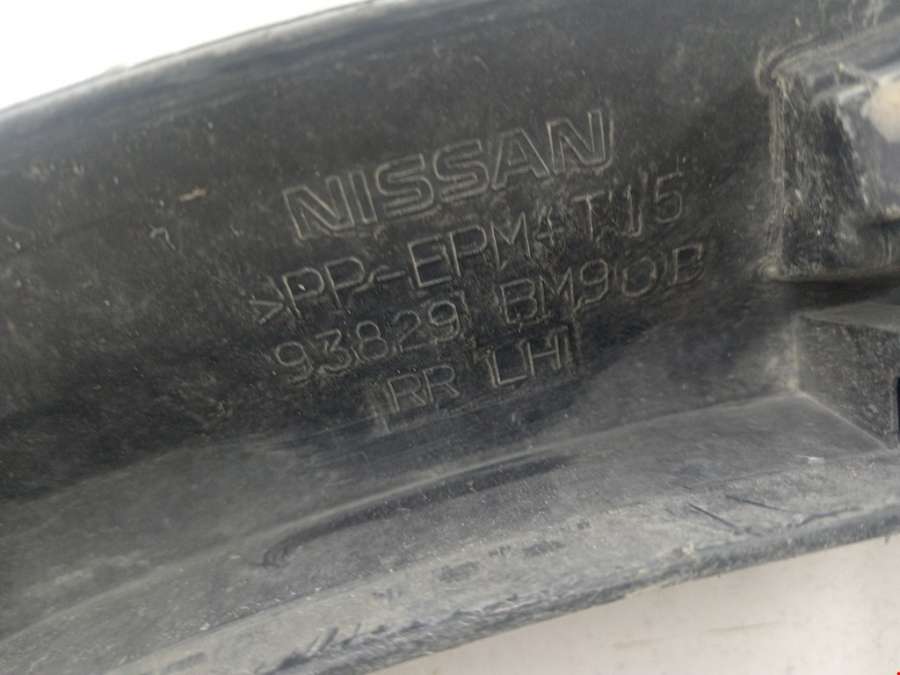 NISSAN
>PP-EPM+T15
93829 BM90B
RR LH